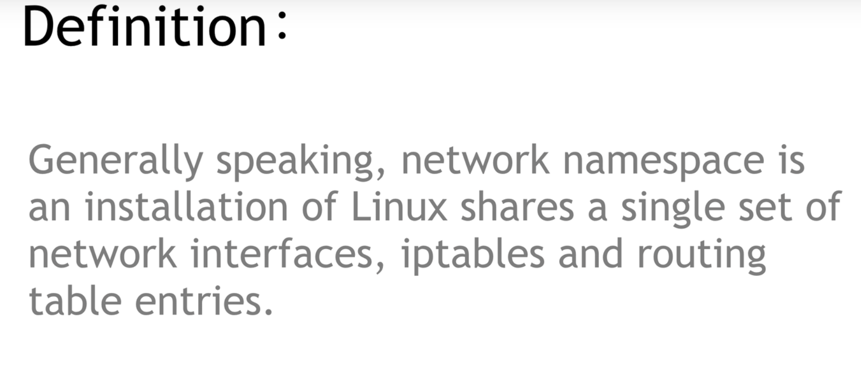 Definition：
Generally speaking, network namespace is
an installation of Linux shares a single set of
network interfaces, iptables and routing
table entries.